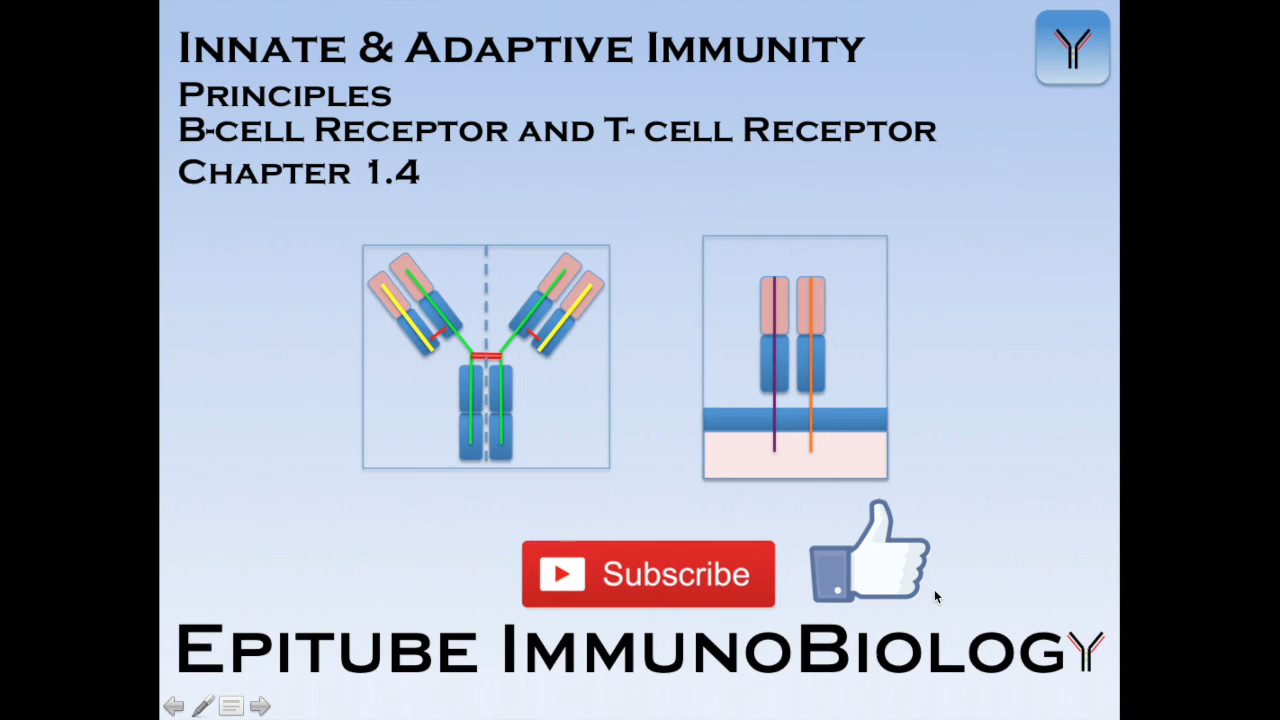 Innate & Adaptive Immunity
Principles
B-cell Receptor and T- cell Receptor
Chapter 1.4
Subscribe
Epitube ImmunoBiology